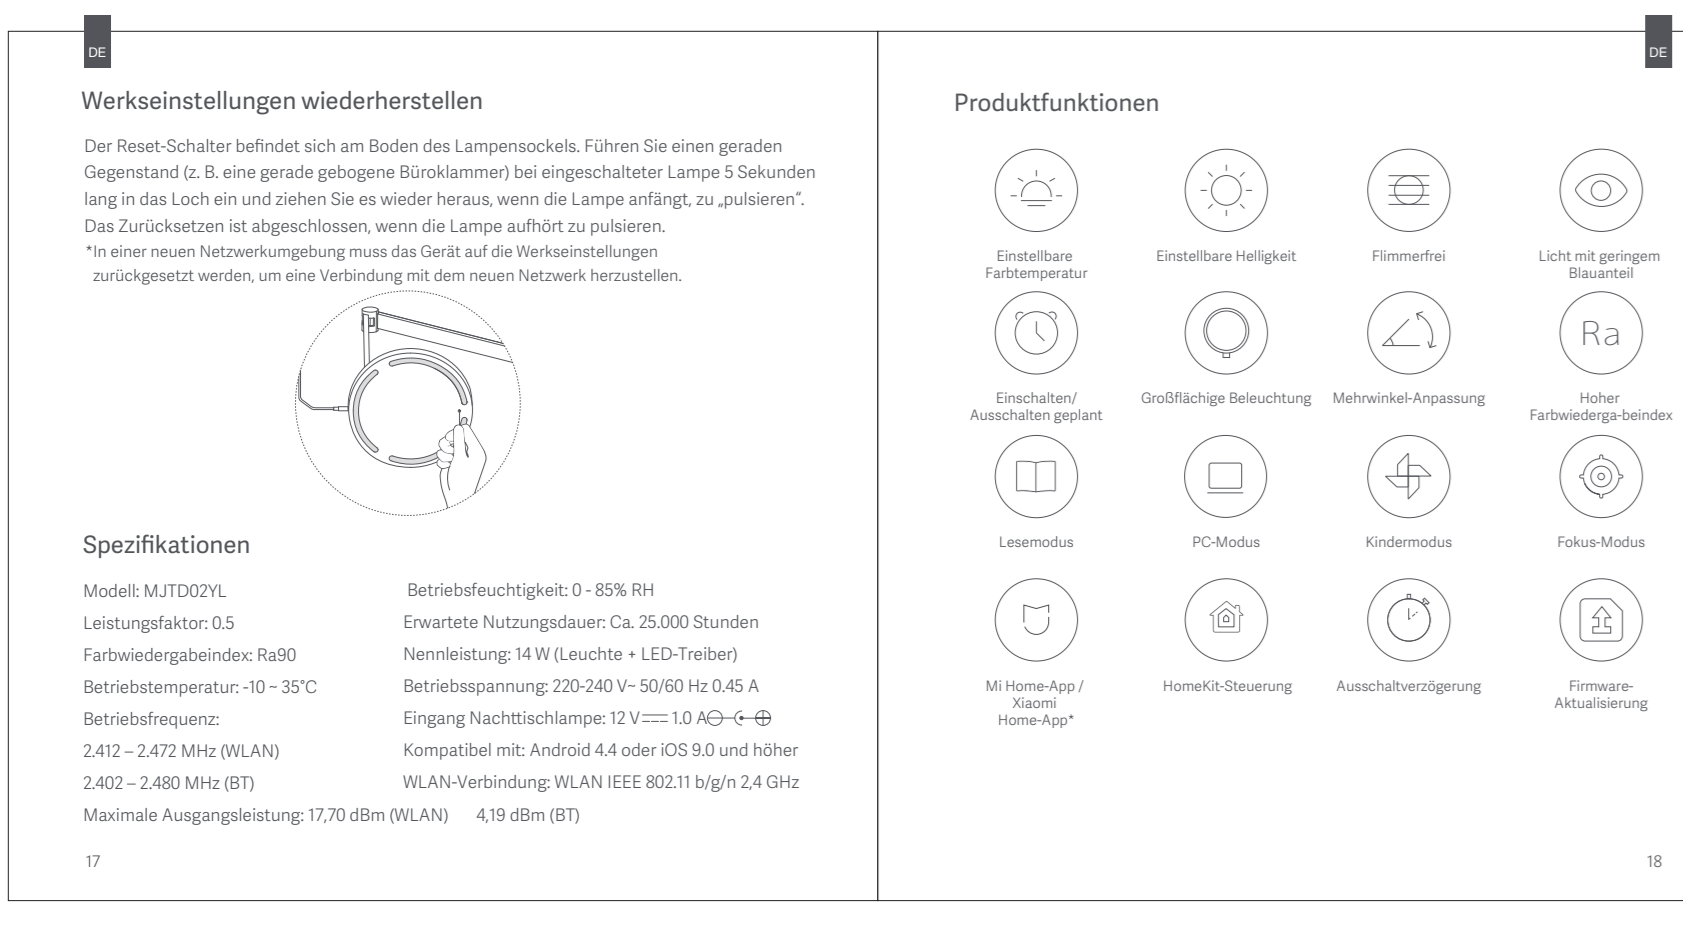 DE
Werkseinstellungen wiederherstellen
Der Reset-Schalter befindet sich am Boden des Lampensockels. Führen Sie einen geraden
Gegenstand (z. B. eine gerade gebogene Büroklammer) bei eingeschalteter Lampe 5 Sekunden
lang in das Loch ein und ziehen Sie es wieder heraus, wenn die Lampe anfängt, zu „pulsieren“.
Das Zurücksetzen ist abgeschlossen, wenn die Lampe aufhört zu pulsieren.
*In einer neuen Netzwerkumgebung muss das Gerät auf die Werkseinstellungen
zurückgesetzt werden, um eine Verbindung mit dem neuen Netzwerk herzustellen.
Spezifikationen
Modell: MJTD02YL
Leistungsfaktor: 0.5
Farbwiedergabeindex: Ra90
Betriebstemperatur: -10 ~ 35°C
Betriebsfrequenz:
2.412 – 2.472 MHz (WLAN)
2.402 – 2.480 MHz (BT)
Betriebsfeuchtigkeit: 0 - 85% RH
Erwartete Nutzungsdauer: Ca. 25.000 Stunden
Nennleistung: 14 W (Leuchte + LED-Treiber)
Betriebsspannung: 220-240 V~ 50/60 Hz 0.45 A
Eingang Nachttischlampe: 12 V⎓1.0 A
Kompatibel mit: Android 4.4 oder iOS 9.0 und höher
WLAN-Verbindung: WLAN IEEE 802.11 b/g/n 2,4 GHz
Maximale Ausgangsleistung: 17,70 dBm (WLAN) 4,19 dBm (BT)
17
DE
Produktfunktionen
Einstellbare
Farbtemperatur
Einstellbare Helligkeit
Flimmerfrei
Licht mit geringem
Blauanteil
Einschalten/
Ausschalten geplant
Großflächige Beleuchtung
Mehrwinkel-Anpassung
Ra
Hoher
Farbwiederga-beindex
Lesemodus
PC-Modus
Kindermodus
Fokus-Modus
Mi Home-App /
Xiaomi
Home-App*
HomeKit-Steuerung
Ausschaltverzögerung
Firmware-
Aktualisierung
18